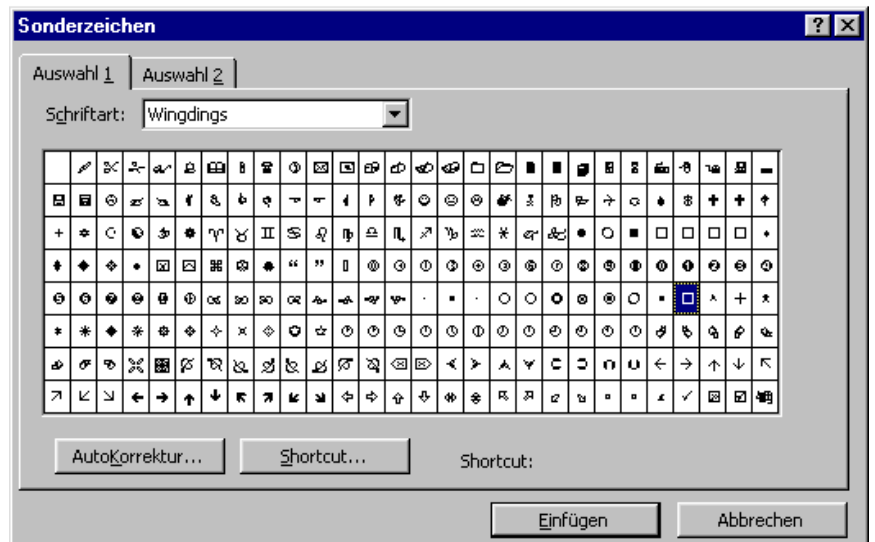 Sonderzeichen
Auswahl 1 Auswahl 2
Schriftart: Wingdings
AutoKorrektur... Shortcut... Shortcut:
Einfügen Abbrechen